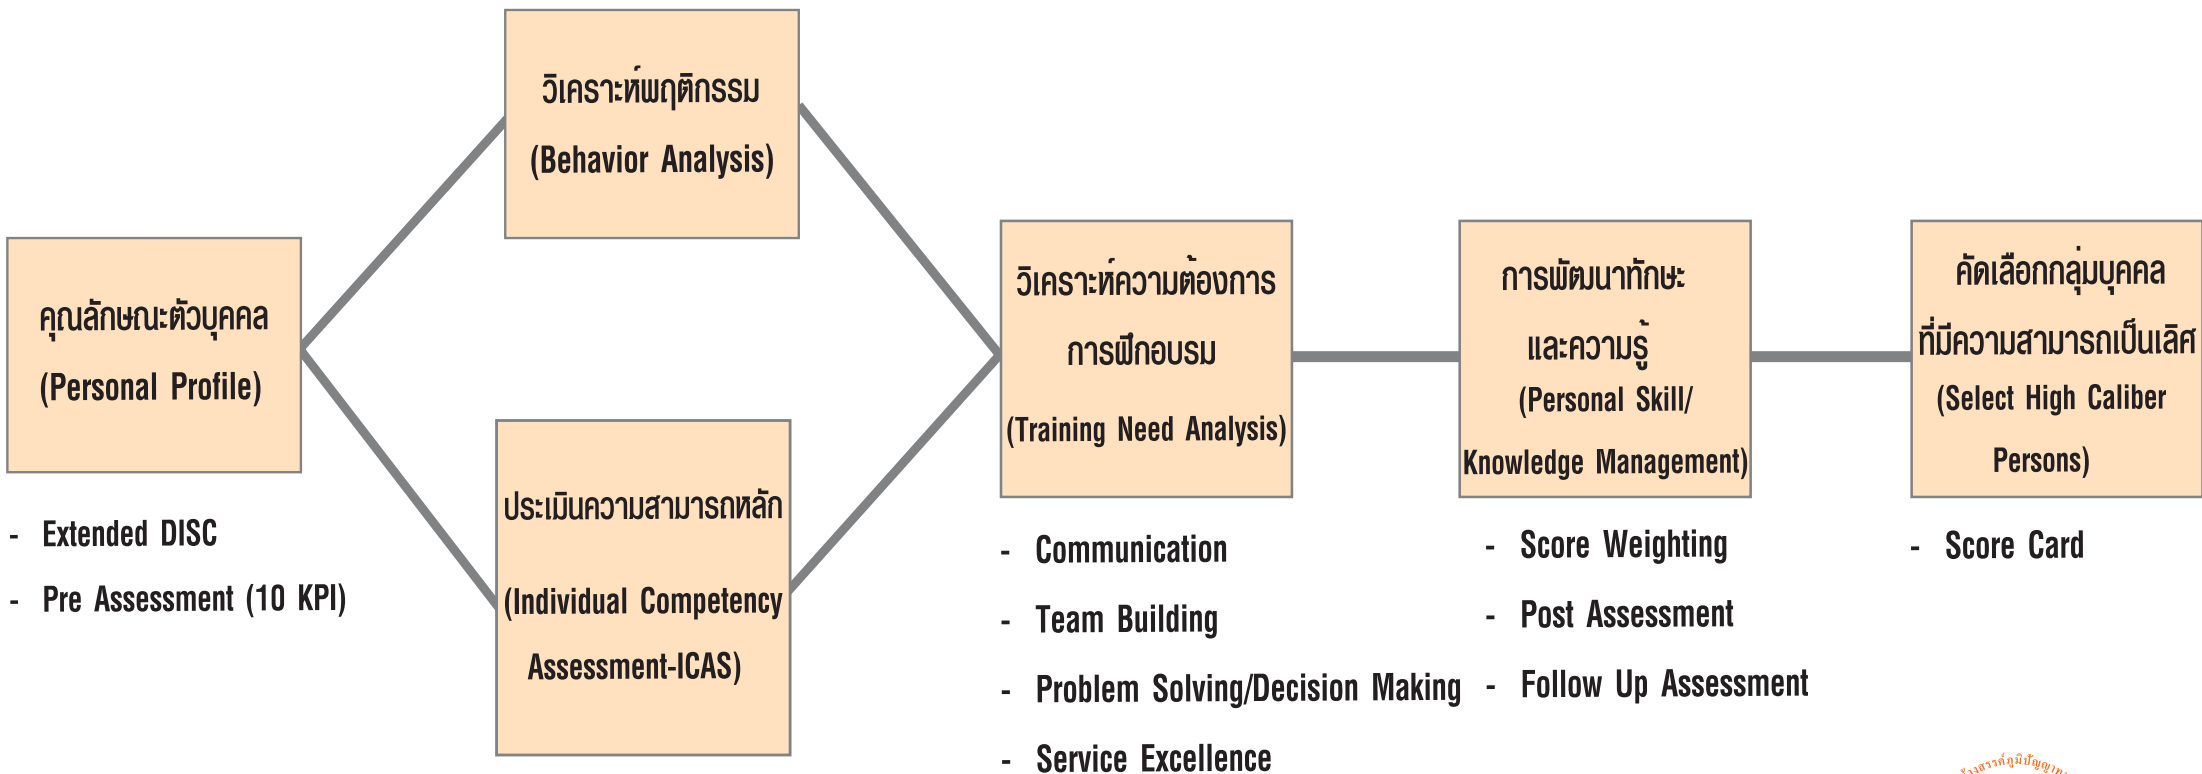 คุณลักษณะตัวบุคคล
(Personal Profile)
- Extended DISC
- Pre Assessment (10 KPI)
วิเคราะห์พฤติกรรม
(Behavior Analysis)
ประเมินความสามารถหลัก
(Individual Competency
Assessment-ICAS)
วิเคราะห์ความต้องการ
การฝึกอบรม
(Training Need Analysis)
- Communication
- Team Building
- Problem Solving/Decision Making
- Service Excellence
การพัฒนาทักษะ
และความรู้
(Personal Skill/
Knowledge Management)
- Score Weighting
- Post Assessment
- Follow Up Assessment
คัดเลือกกลุ่มบุคคล
ที่มีความสามารถเป็นเลิศ
(Select High Caliber
Persons)
- Score Card